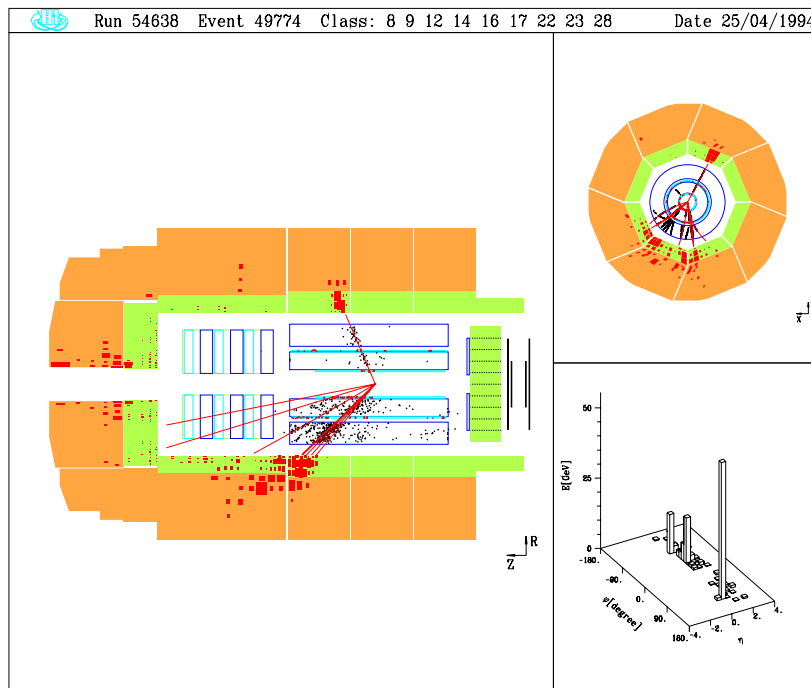 H1 Run 54638 Event 49774 Class: 8 9 12 14 16 17 22 23 28 Date 25/04/1994
R
Z
X
E[GeV]
50
25
0
-180.
-90.
0.
90.
180.
φ[degree]
-4.
-2.
0.
2.
4.
η